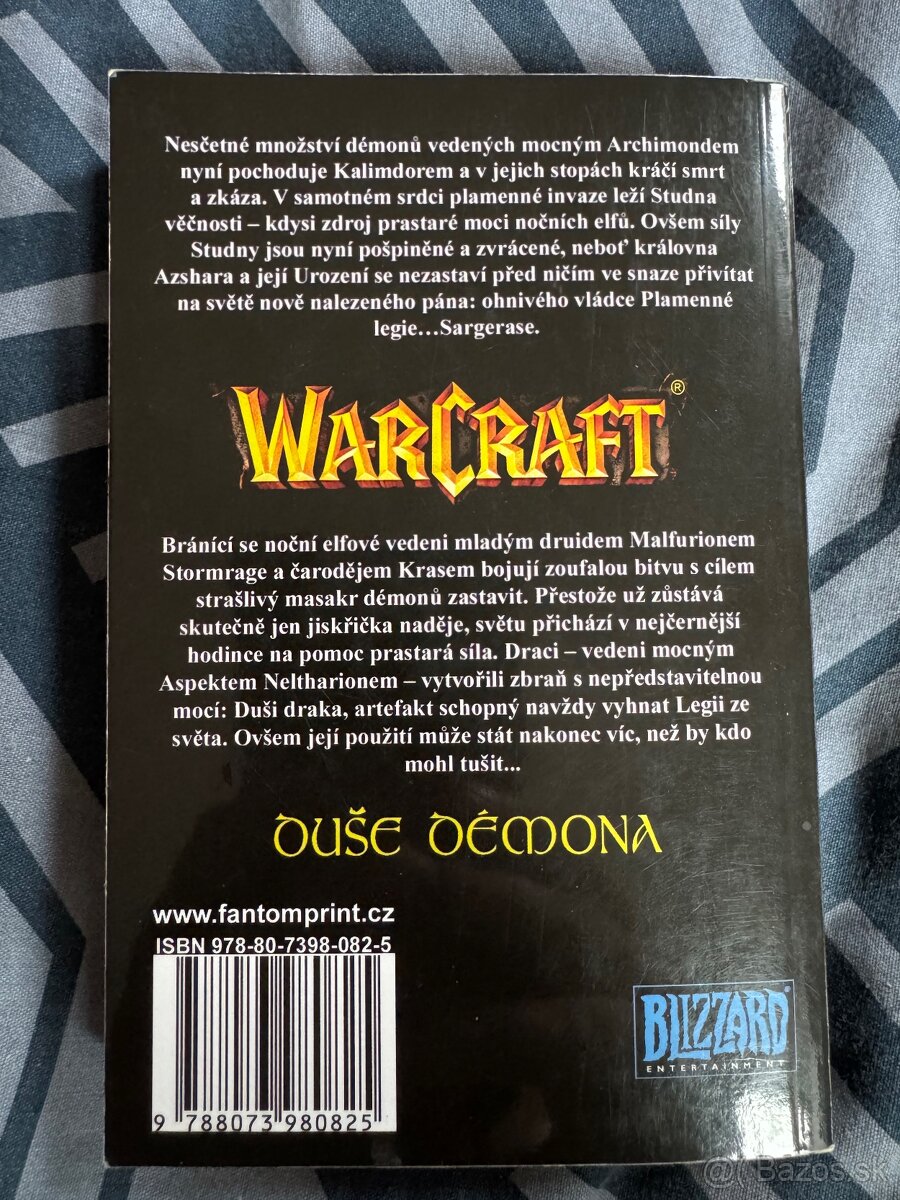 Nesčetné množství démonů vedených mocným Archimondem
nyní pochoduje Kalimdorem a v jejich stopách kráčí smrt
a zkáza. V samotném srdci plamenné invaze leží Studna
věčnosti – kdysi zdroj prastaré moci nočních elfů. Ovšem síly
Studny jsou nyní pošpiněné a zvrácené, neboť královna
Azshara a její Urození se nezastaví před ničím ve snaze přivítat
na světě nově nalezeného pána: ohnivého vládce Plamenné
legie…Sargerase.
WARCRAFT®
Bránící se noční elfové vedeni mladým druidem Malfurionem
Stormrage a čarodějem Krasem bojují zoufalou bitvu s cílem
strašlivý masakr démonů zastavit. Přestože už zůstává
skutečně jen jiskřička naděje, světu přichází v nejčernější
hodince na pomoc prastará síla. Draci – vedeni mocným
Aspektem Neltharionem – vytvořili zbraň s nepředstavitelnou
mocí: Duši draka, artefakt schopný navždy vyhnat Legii ze
světa. Ovšem její použití může stát nakonec víc, než by kdo
mohl tušit...
DUŠE DÉMONA
www.fantomprint.cz
ISBN 978-80-7398-082-5
9 788073 980825
BLIZZARD®
ENTERTAINMENT
@ Bazos.sk